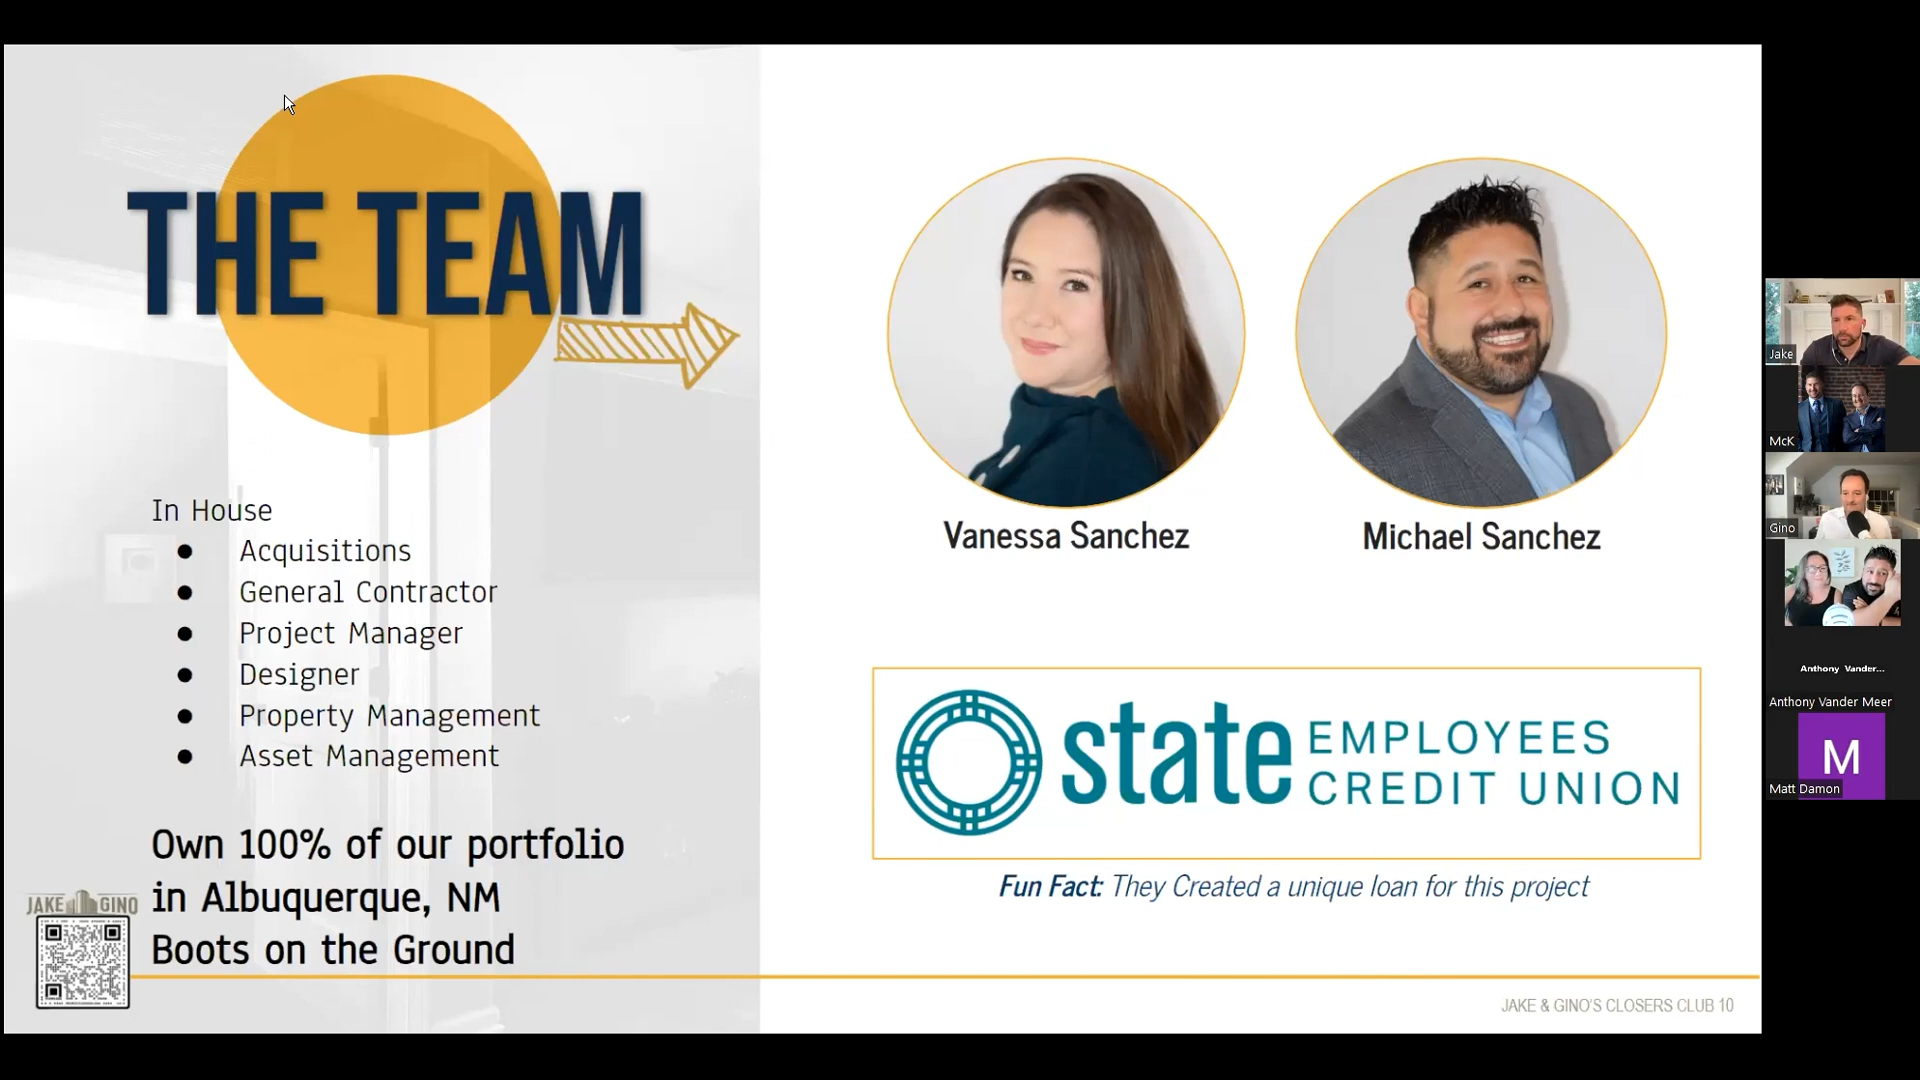 THE TEAM
In House
● Acquisitions
● General Contractor
● Project Manager
● Designer
● Property Management
● Asset Management
Own 100% of our portfolio
in Albuquerque, NM
Boots on the Ground
JAKE GINO
Vanessa Sanchez
Michael Sanchez
state EMPLOYEES
CREDIT UNION
Fun Fact: They Created a unique loan for this project
JAKE & GINO'S CLOSERS CLUB 10
Jake
McK
Gino
Anthony Vander...
Anthony Vander Meer
M
Matt Damon